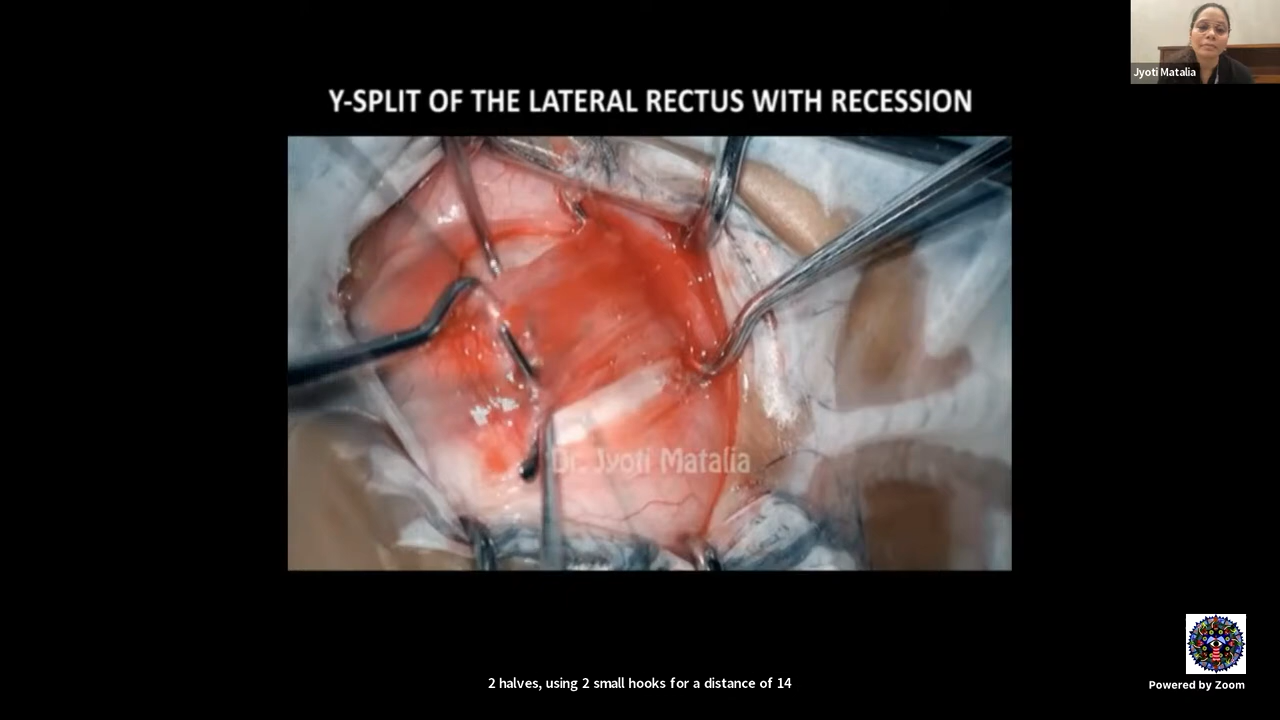 Jyoti Matalia
Y-SPLIT OF THE LATERAL RECTUS WITH RECESSION
Dr. Jyoti Matalia
2 halves, using 2 small hooks for a distance of 14
Powered by Zoom